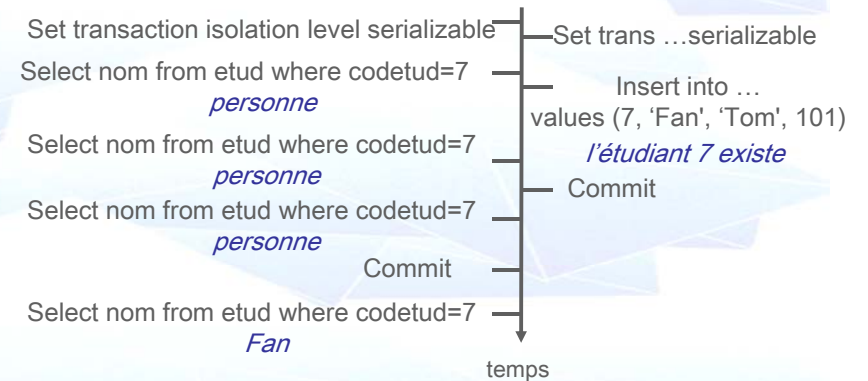 Set transaction isolation level serializable
Set trans …serializable
Select nom from etud where codetud=7
personne
Insert into …
values (7, ‘Fan', ‘Tom', 101)
l’étudiant 7 existe
Select nom from etud where codetud=7
personne
Commit
Select nom from etud where codetud=7
personne
Commit
Select nom from etud where codetud=7
Fan
temps